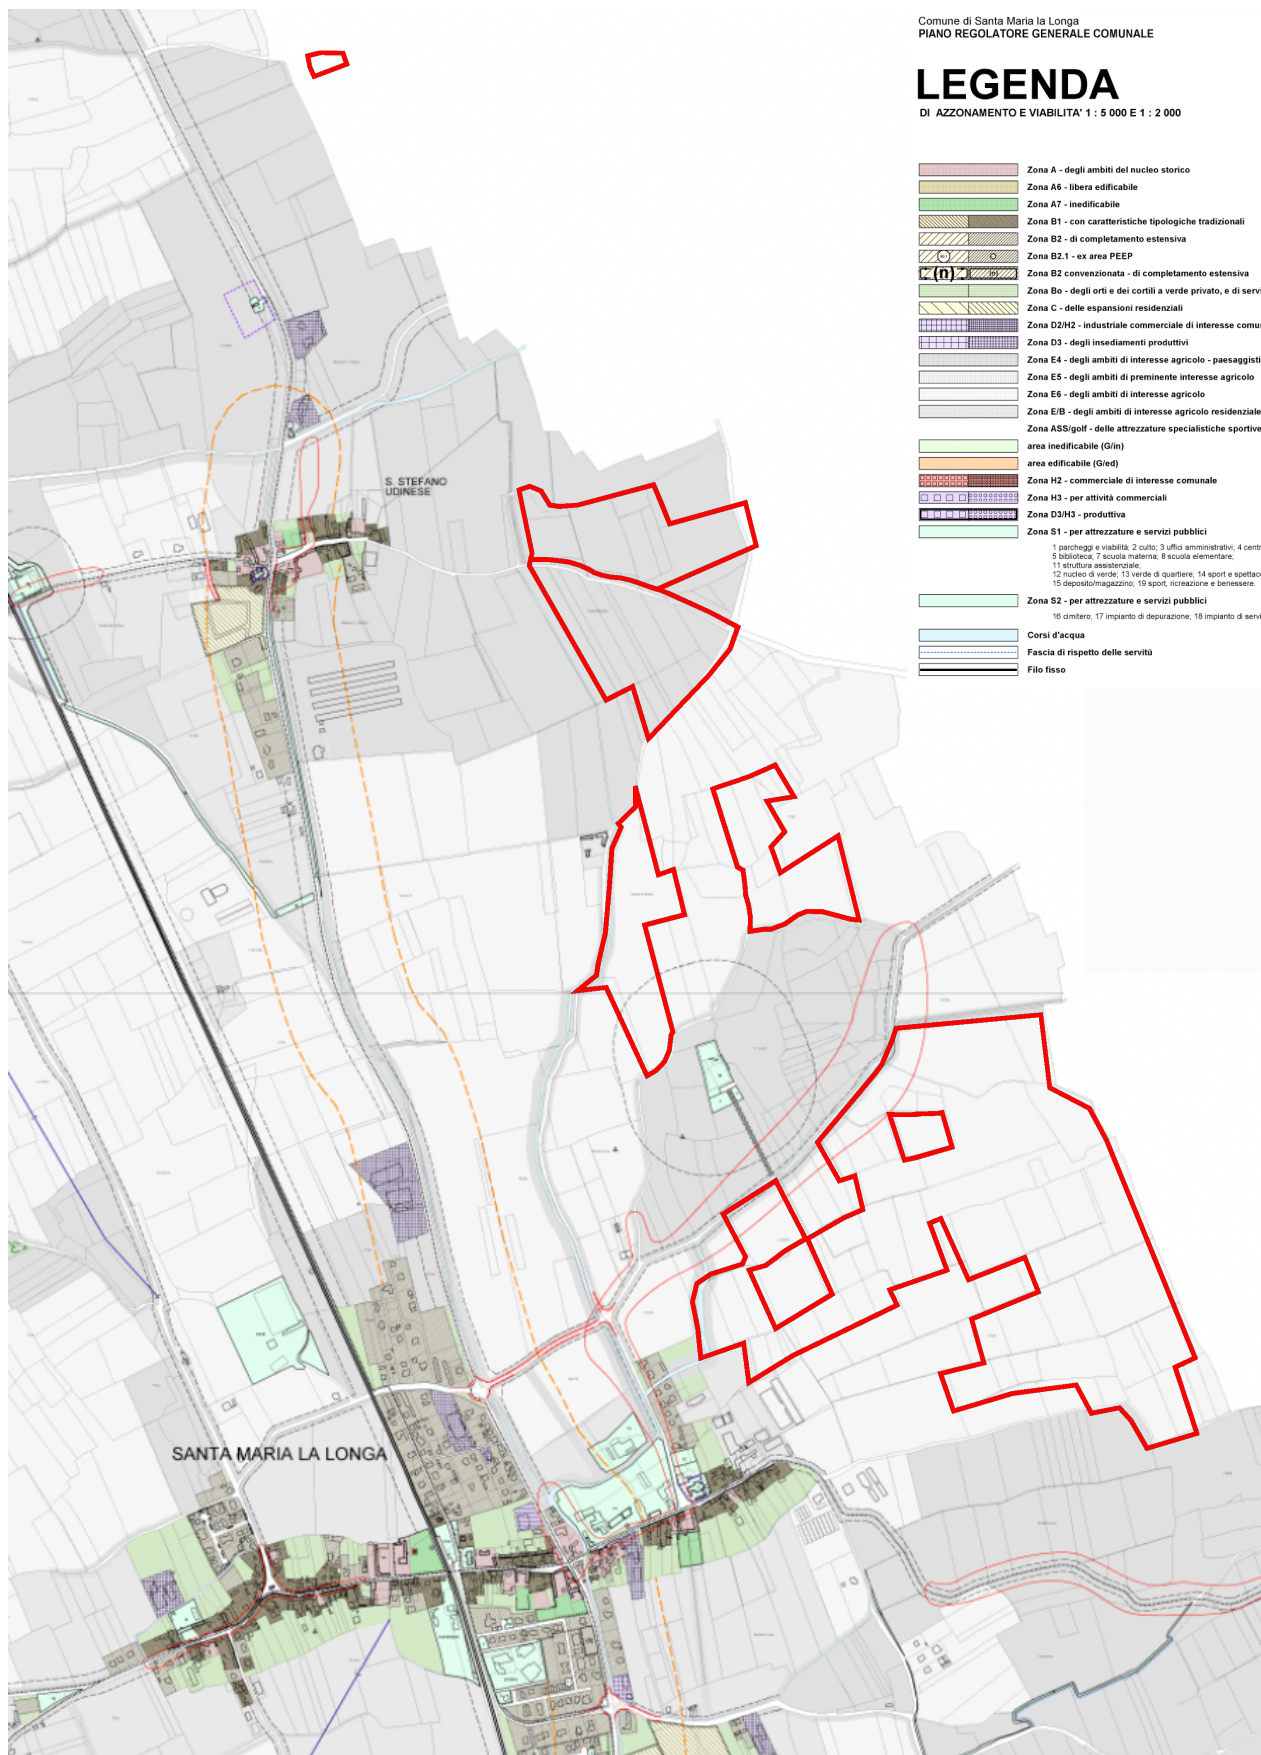 Comune di Santa Maria la Longa
PIANO REGOLATORE GENERALE COMUNALE
LEGENDA
DI AZZONAMENTO E VIABILITA' 1 : 5 000 E 1 : 2 000
Zona A - degli ambiti del nucleo storico
Zona A6 - libera edificabile
Zona A7 - inedificabile
Zona B1 - con caratteristiche tipologiche tradizionali
Zona B2 - di completamento estensiva
Zona B2.1 - ex area PEEP
(n)
Zona B2 convenzionata - di completamento estensiva
Zona Bo - degli orti e dei cortili a verde privato, e di servi
Zona C - delle espansioni residenziali
Zona D2/H2 - industriale commerciale di interesse comu
Zona D3 - degli insediamenti produttivi
Zona E4 - degli ambiti di interesse agricolo - paesaggisti
Zona E5 - degli ambiti di preminente interesse agricolo
Zona E6 - degli ambiti di interesse agricolo
Zona E/B - degli ambiti di interesse agricolo residenziale
Zona ASS/golf - delle attrezzature specialistiche sportive
area inedificabile (G/in)
area edificabile (G/ed)
Zona H2 - commerciale di interesse comunale
Zona H3 - per attività commerciali
Zona D3/H3 - produttiva
Zona S1 - per attrezzature e servizi pubblici
1 parcheggi e viabilità; 2 culto; 3 uffici amministrativi; 4 centr
5 biblioteca; 7 scuola materna; 8 scuola elementare;
11 struttura assistenziale;
12 nucleo di verde; 13 verde di quartiere; 14 sport e spettaco
15 deposito/magazzino; 19 sport, ricreazione e benessere.
Zona S2 - per attrezzature e servizi pubblici
16 cimitero; 17 impianto di depurazione; 18 impianto di servi
Corsi d'acqua
Fascia di rispetto delle servitù
Filo fisso
S. STEFANO
UDINESE
SANTA MARIA LA LONGA